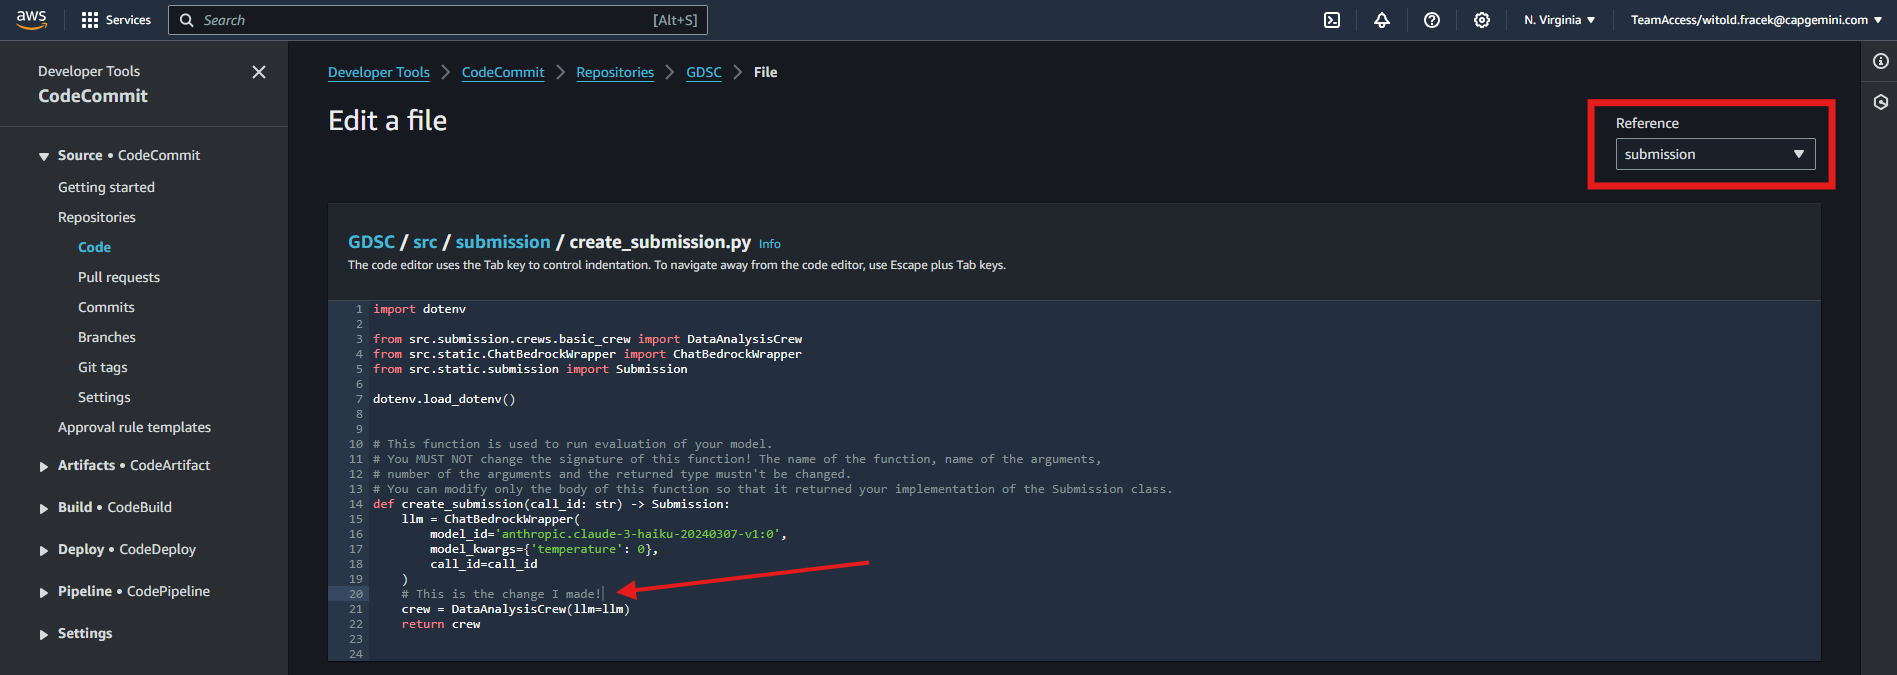 aws
Services
Search
[Alt+S]
N. Virginia
TeamAccess/witold.fracek@capgemini.com
Developer Tools
CodeCommit
Source • CodeCommit
Getting started
Repositories
Code
Pull requests
Commits
Branches
Git tags
Settings
Approval rule templates
Artifacts • CodeArtifact
Build • CodeBuild
Deploy • CodeDeploy
Pipeline • CodePipeline
Settings
Developer Tools > CodeCommit > Repositories > GDSC > File
Edit a file
Reference
submission
GDSC / src / submission / create_submission.py Info
The code editor uses the Tab key to control indentation. To navigate away from the code editor, use Escape plus Tab keys.
1 import dotenv
2
3 from src.submission.crews.basic_crew import DataAnalysisCrew
4 from src.static.ChatBedrockWrapper import ChatBedrockWrapper
5 from src.static.submission import Submission
6
7 dotenv.load_dotenv()
8
9
10 # This function is used to run evaluation of your model.
11 # You MUST NOT change the signature of this function! The name of the function, name of the arguments,
12 # number of the arguments and the returned type mustn't be changed.
13 # You can modify only the body of this function so that it returned your implementation of the Submission class.
14 def create_submission(call_id: str) -> Submission:
15     llm = ChatBedrockWrapper(
16         model_id='anthropic.claude-3-haiku-20240307-v1:0',
17         model_kwargs={'temperature': 0},
18         call_id=call_id
19     )
20     # This is the change I made!
21     crew = DataAnalysisCrew(llm=llm)
22     return crew
23
24